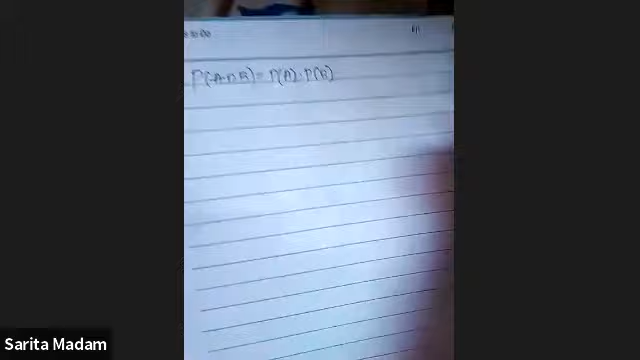 P(A∩B) = P(A) · P(B)
Sarita Madam